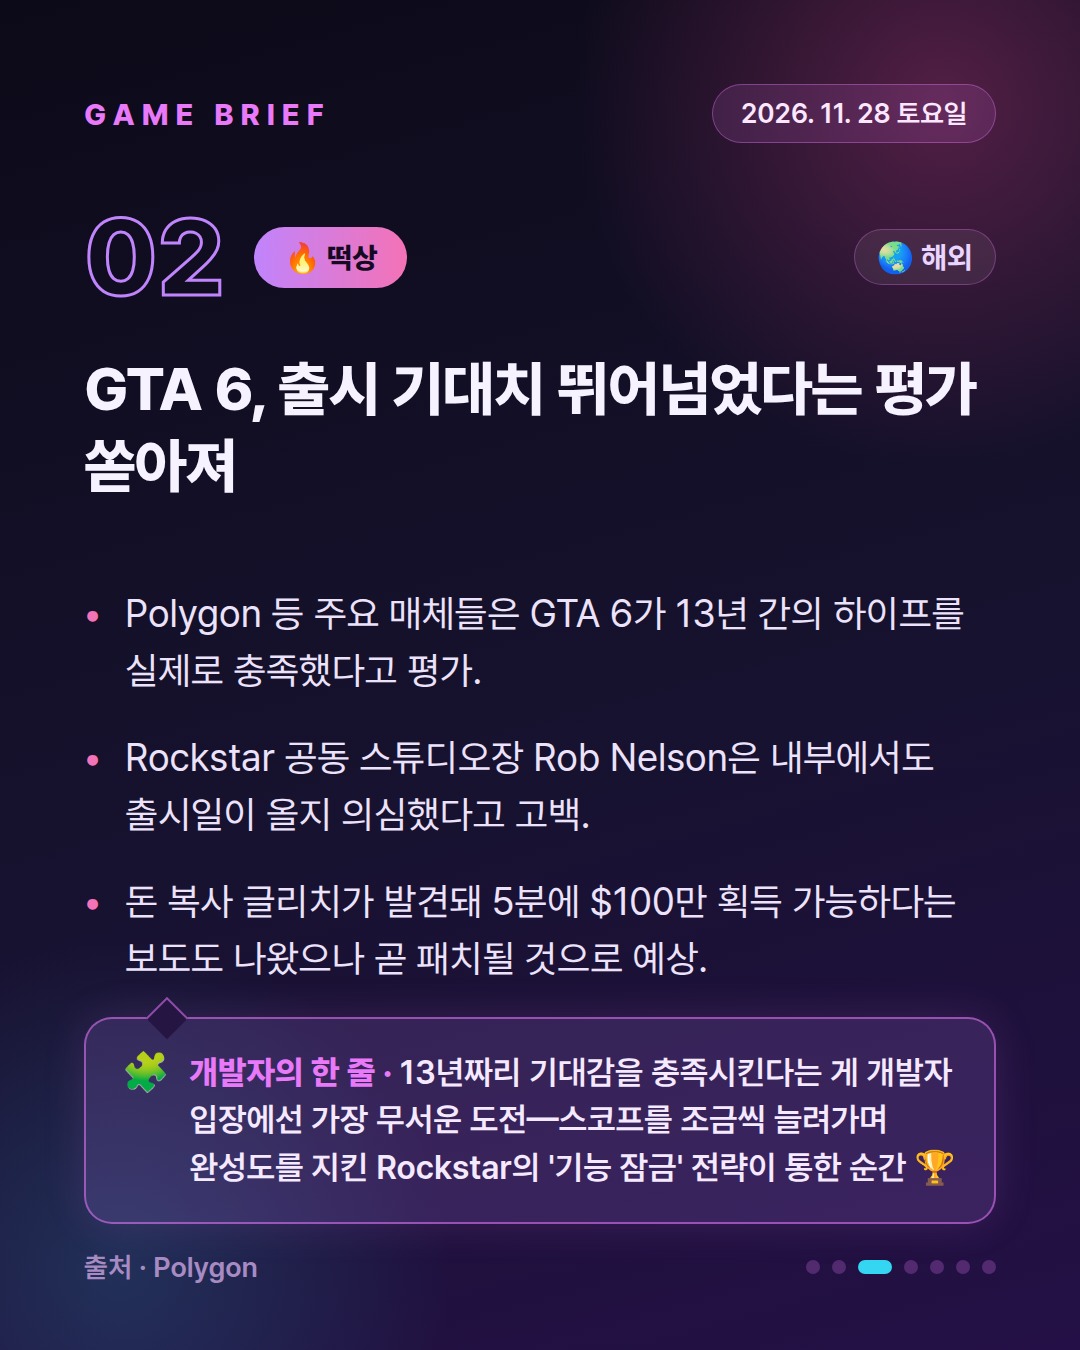 GAME BRIEF
2026. 11. 28 토요일
02
🔥 떡상
🌏 해외
GTA 6, 출시 기대치 뛰어넘었다는 평가
쏟아져
• Polygon 등 주요 매체들은 GTA 6가 13년 간의 하이프를
실제로 충족했다고 평가.
• Rockstar 공동 스튜디오장 Rob Nelson은 내부에서도
출시일이 올지 의심했다고 고백.
• 돈 복사 글리치가 발견돼 5분에 $100만 획득 가능하다는
보도도 나왔으나 곧 패치될 것으로 예상.
🧩 개발자의 한 줄 · 13년짜리 기대감을 충족시킨다는 게 개발자
입장에선 가장 무서운 도전—스코프를 조금씩 늘려가며
완성도를 지킨 Rockstar의 '기능 잠금' 전략이 통한 순간 🏆
출처 · Polygon